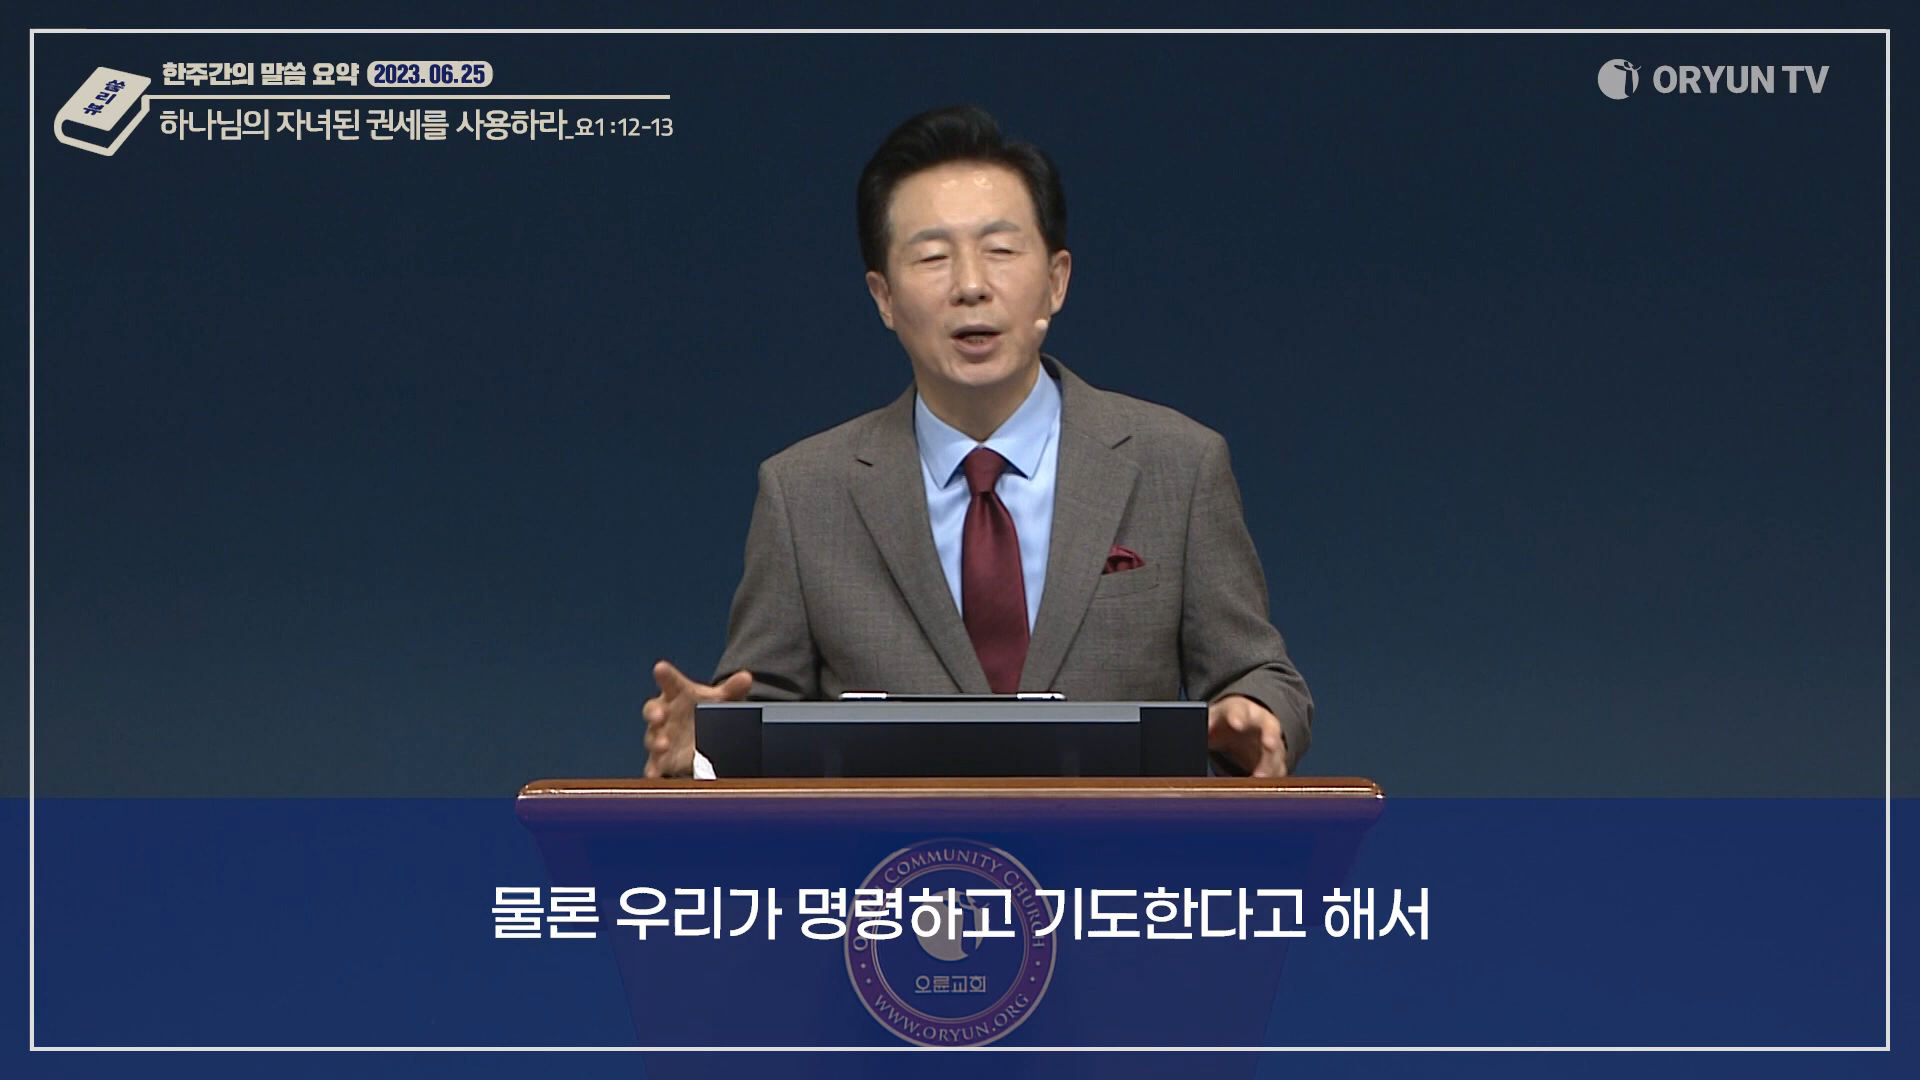 쏠리뷰
한주간의 말씀 요약 2023.06.25
하나님의 자녀된 권세를 사용하라_요1:12-13
ORYUN TV
물론 우리가 명령하고 기도한다고 해서
COMMUNITY CHURCH
오륜교회
WWW.ORYUN.ORG